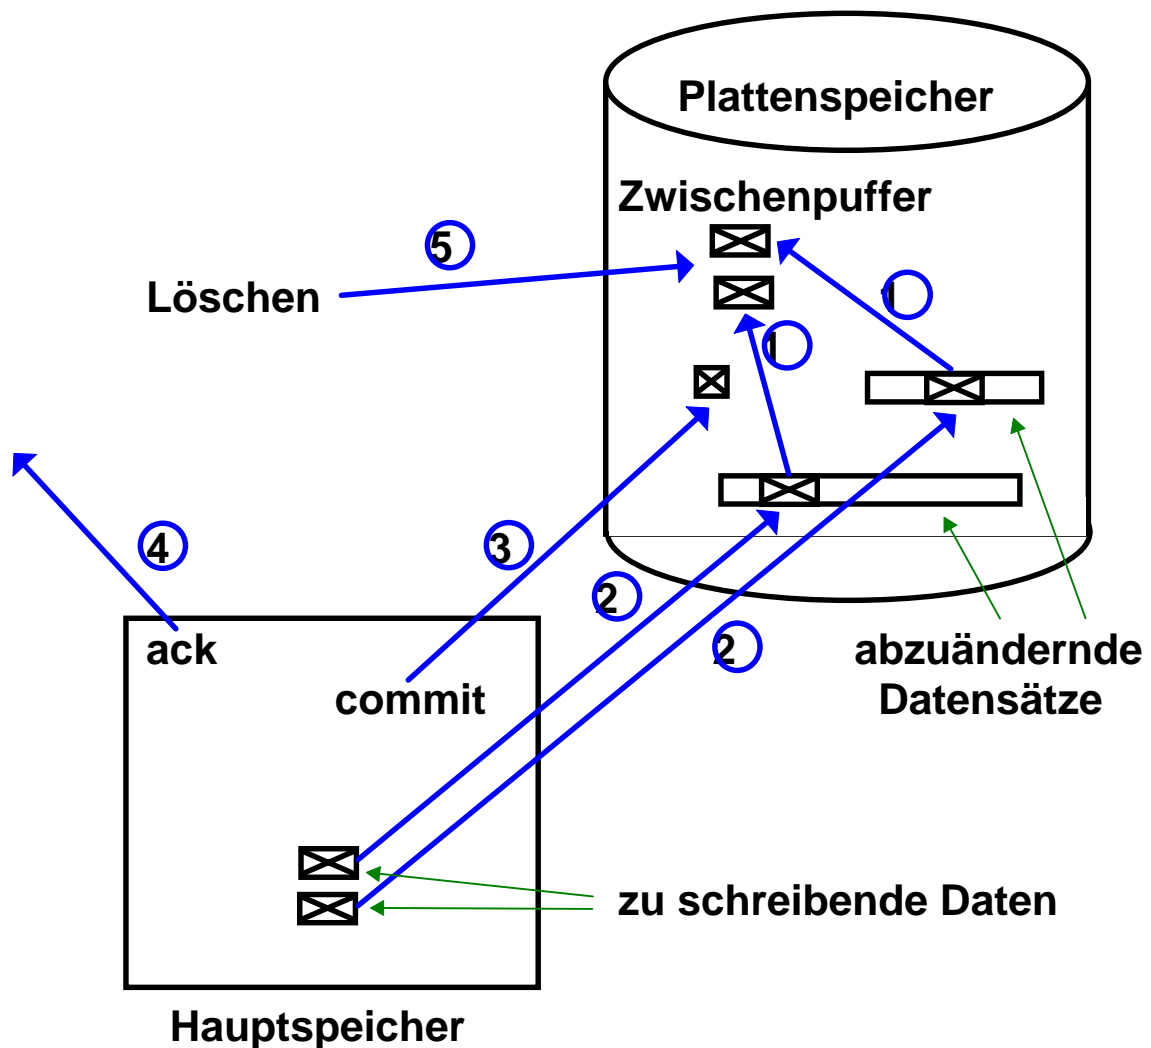 Plattenspeicher
Zwischenpuffer
5
Löschen
1
1
4
3
2
2
ack
abzuändernde
Datensätze
commit
zu schreibende Daten
Hauptspeicher